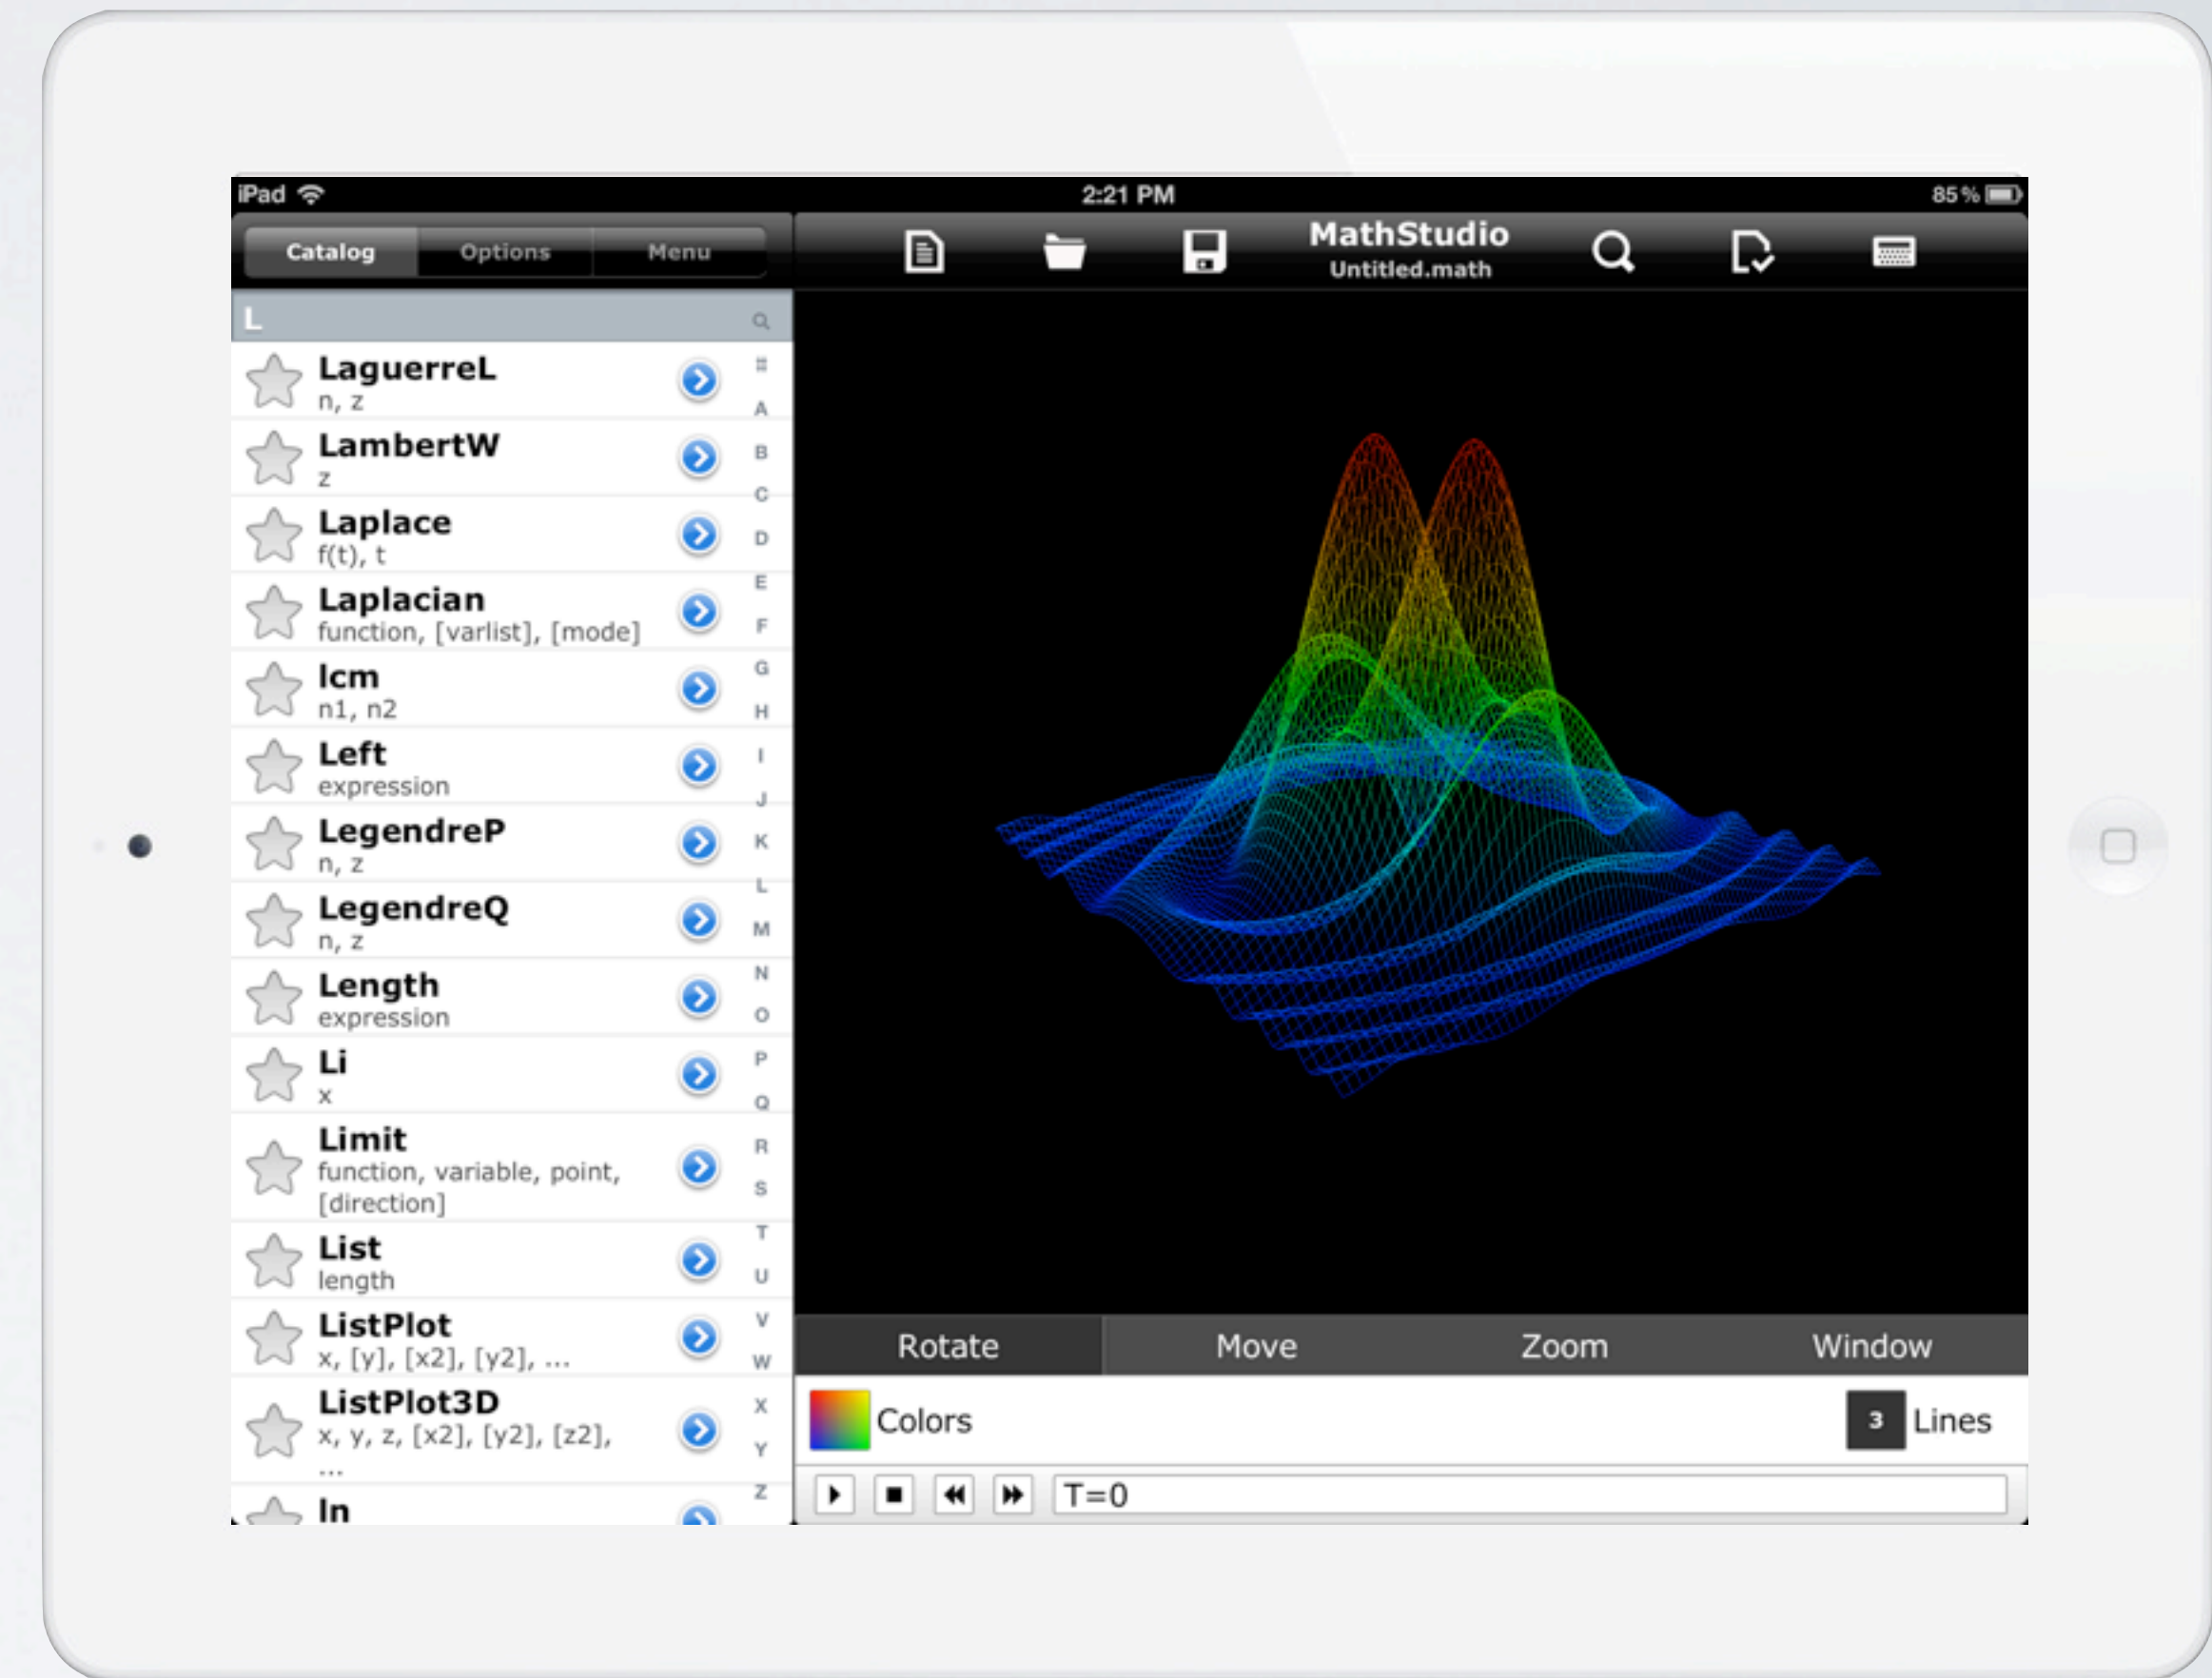 iPad
2:21 PM
85%
Catalog
Options
Menu
MathStudio
Untitled.math
L
LaguerreL
n, z
LambertW
z
Laplace
f(t), t
Laplacian
function, [varlist], [mode]
lcm
n1, n2
Left
expression
LegendreP
n, z
LegendreQ
n, z
Length
expression
Li
x
Limit
function, variable, point,
[direction]
List
length
ListPlot
x, [y], [x2], [y2], ...
ListPlot3D
x, y, z, [x2], [y2], [z2],
...
ln
#
A
B
C
D
E
F
G
H
I
J
K
L
M
N
O
P
Q
R
S
T
U
V
W
X
Y
Z
Rotate
Move
Zoom
Window
Colors
3
Lines
T=0